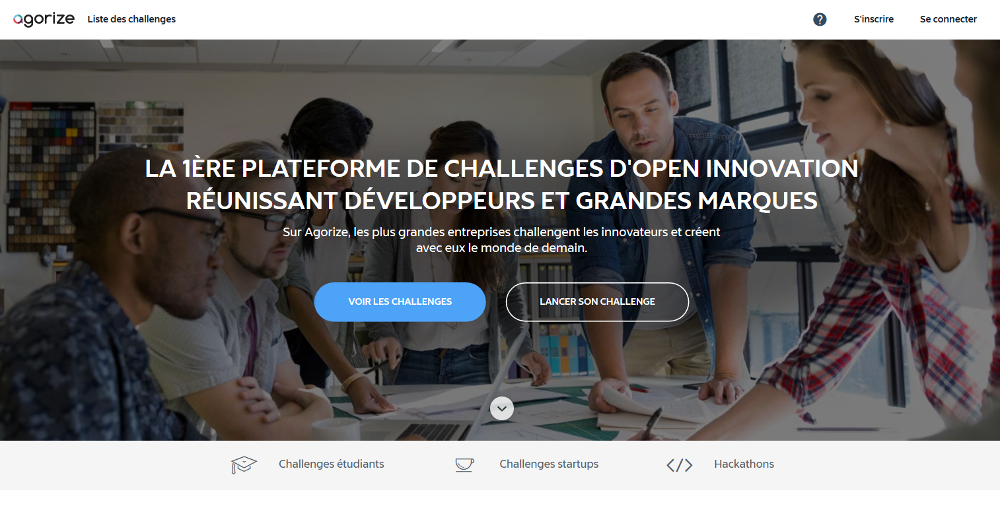 agorize
Liste des challenges
?
S'inscrire
Se connecter
LA 1ÈRE PLATEFORME DE CHALLENGES D'OPEN INNOVATION
RÉUNISSANT DÉVELOPPEURS ET GRANDES MARQUES
Sur Agorize, les plus grandes entreprises challengent les innovateurs et créent
avec eux le monde de demain.
VOIR LES CHALLENGES
LANCER SON CHALLENGE
Challenges étudiants
Challenges startups
Hackathons